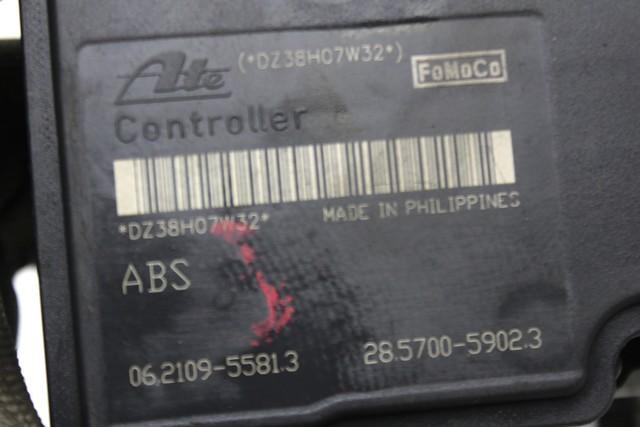 Ate (*DZ38H07W32*) FoMoCo
Controller
*DZ38H07W32* MADE IN PHILIPPINES
ABS
06.2109-5581.3 28.5700-5902.3